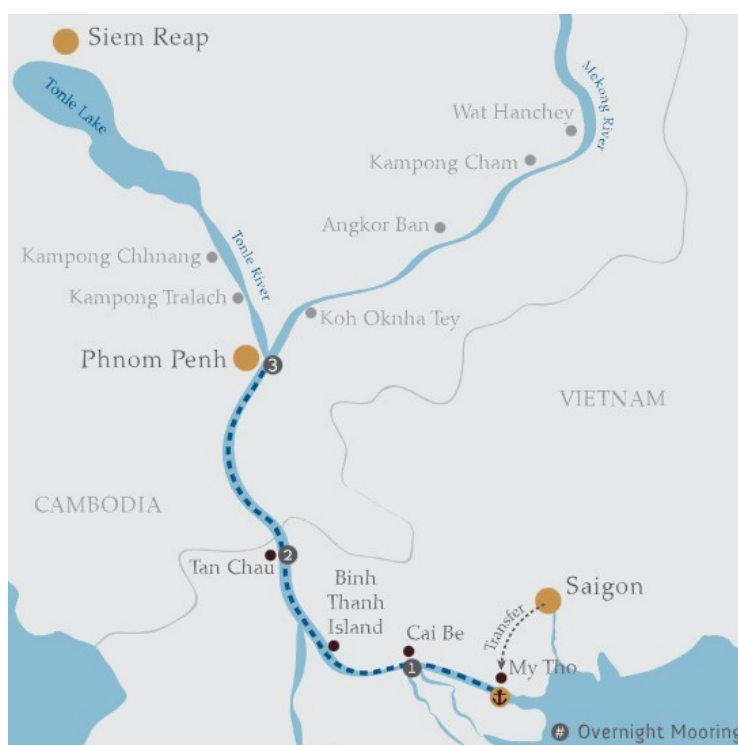 Siem Reap
Tonle Lake
Mekong River
Wat Hanchey
Kampong Cham
Angkor Ban
Tonle River
Kampong Chhnang
Kampong Tralach
Koh Oknha Tey
Phnom Penh
3
VIETNAM
CAMBODIA
2
Tan Chau
Binh
Thanh
Island
Saigon
Transfer
Cai Be
1
My Tho
# Overnight Mooring